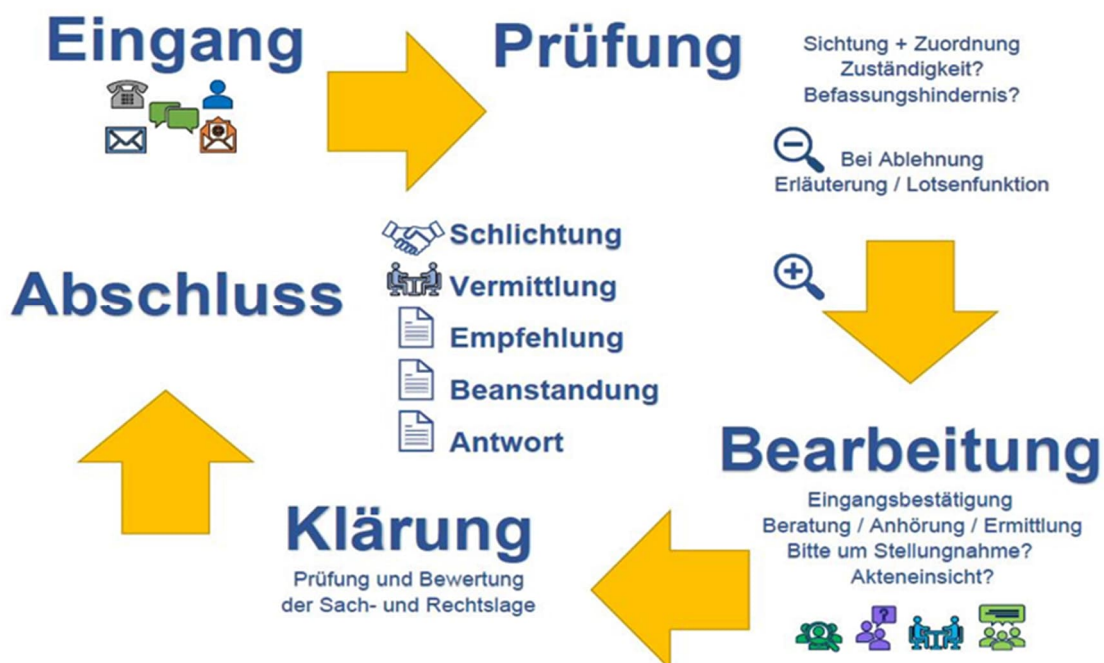 Eingang
Prüfung
Sichtung + Zuordnung
Zuständigkeit?
Befassungshindernis?
Bei Ablehnung
Erläuterung / Lotsenfunktion
Bearbeitung
Eingangsbestätigung
Beratung / Anhörung / Ermittlung
Bitte um Stellungnahme?
Akteneinsicht?
Klärung
Prüfung und Bewertung
der Sach- und Rechtslage
Abschluss
Schlichtung
Vermittlung
Empfehlung
Beanstandung
Antwort